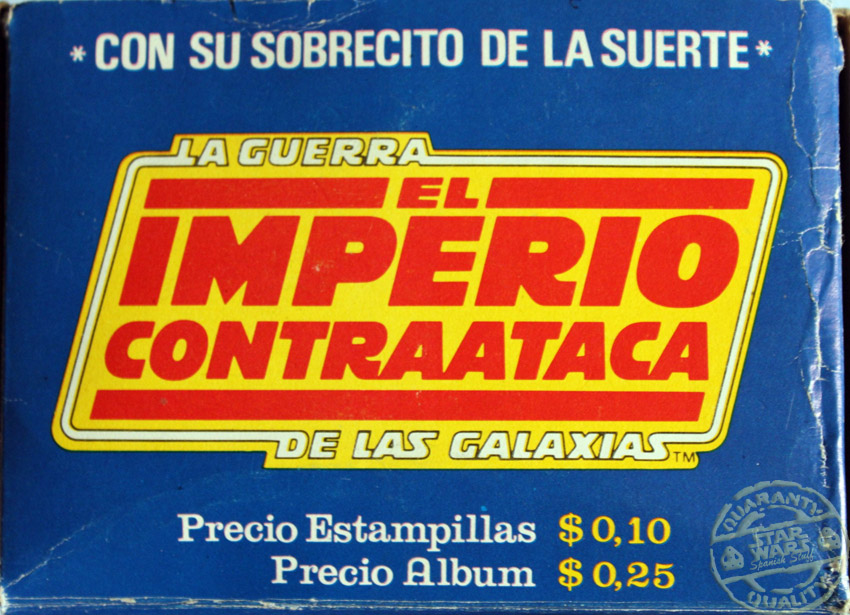 * CON SU SOBRECITO DE LA SUERTE *
LA GUERRA
EL
IMPERIO
CONTRAATACA
DE LAS GALAXIAS TM
Precio Estampillas $ 0,10
Precio Album $ 0,25
QUARANTY
STAR
WARS
Spanish Stuff
QUALITY